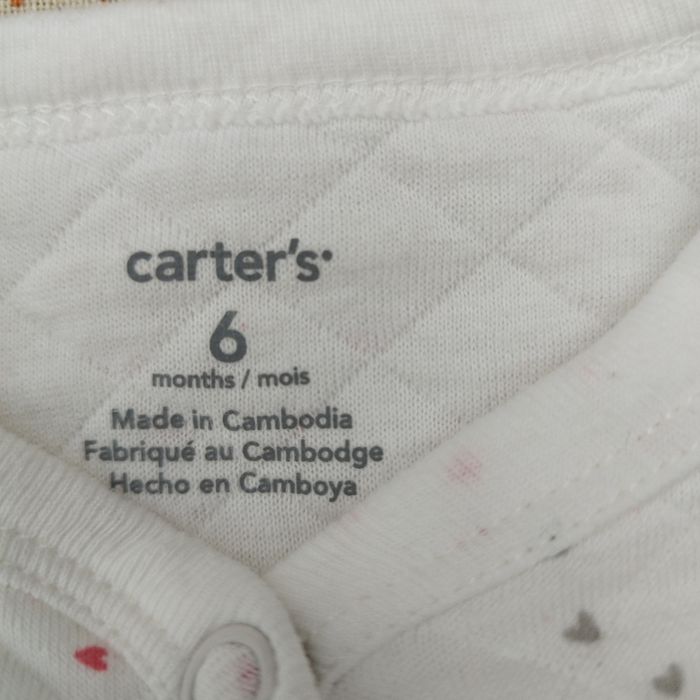 carter's
6
months / mois
Made in Cambodia
Fabriqué au Cambodge
Hecho en Camboya